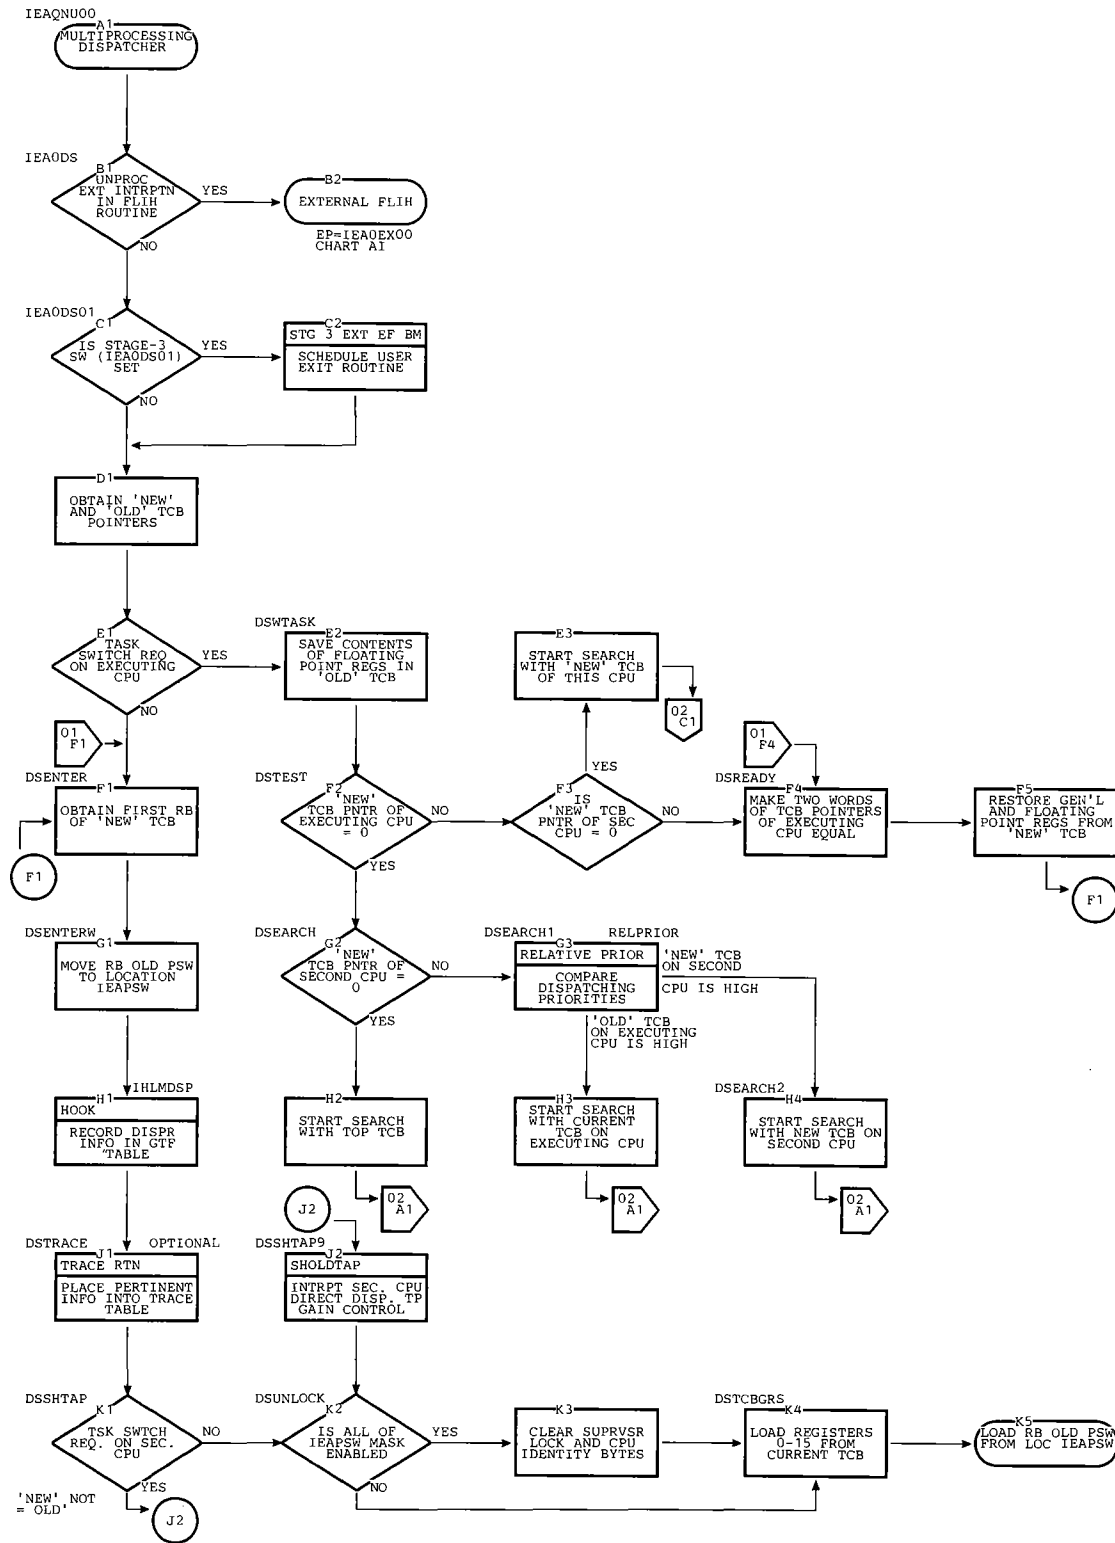 IEAQNU00
A1
MULTIPROCESSING
DISPATCHER
IEA0DS
B1
UNPROC
EXT INTRPTN
IN FLIH
ROUTINE
YES
NO
B2
EXTERNAL FLIH
EP=IEA0EX00
CHART AI
IEA0DS01
C1
IS STAGE-3
SW (IEA0DS01)
SET
YES
NO
C2
STG 3 EXT EF BM
SCHEDULE USER
EXIT ROUTINE
D1
OBTAIN 'NEW'
AND 'OLD' TCB
POINTERS
E1
TASK
SWITCH REQ
ON EXECUTING
CPU
YES
NO
DSWTASK
E2
SAVE CONTENTS
OF FLOATING
POINT REGS IN
'OLD' TCB
E3
START SEARCH
WITH 'NEW' TCB
OF THIS CPU
02
C1
01
F1
DSENTER
F1
OBTAIN FIRST RB
OF 'NEW' TCB
F1
DSTEST
F2
'NEW'
TCB PNTR OF
EXECUTING CPU
= 0
NO
YES
F3
IS
'NEW' TCB
PNTR OF SEC
CPU = 0
YES
NO
01
F4
DSREADY
F4
MAKE TWO WORDS
OF TCB POINTERS
OF EXECUTING
CPU EQUAL
F5
RESTORE GEN'L
AND FLOATING
POINT REGS FROM
'NEW' TCB
F1
DSENTERW
G1
MOVE RB OLD PSW
TO LOCATION
IEAPSW
DSEARCH
G2
'NEW'
TCB PNTR OF
SECOND CPU =
0
NO
YES
DSEARCH1
RELPRIOR
G3
RELATIVE PRIOR
COMPARE
DISPATCHING
PRIORITIES
'NEW' TCB
ON SECOND
CPU IS HIGH
'OLD' TCB
ON EXECUTING
CPU IS HIGH
IHLMDSP
H1
HOOK
RECORD DISPR
INFO IN GTF
TABLE
H2
START SEARCH
WITH TOP TCB
02
A1
H3
START SEARCH
WITH CURRENT
TCB ON
EXECUTING CPU
02
A1
DSEARCH2
H4
START SEARCH
WITH NEW TCB ON
SECOND CPU
02
A1
DSTRACE
OPTIONAL
J1
TRACE RTN
PLACE PERTINENT
INFO INTO TRACE
TABLE
J2
DSSHTAP9
J2
SHOLDTAP
INTRPT SEC. CPU
DIRECT DISP. TP
GAIN CONTROL
DSSHTAP
K1
TSK SWTCH
REQ. ON SEC.
CPU
NO
YES
'NEW' NOT
= OLD'
J2
DSUNLOCK
K2
IS ALL OF
IEAPSW MASK
ENABLED
YES
NO
K3
CLEAR SUPRVSR
LOCK AND CPU
IDENTITY BYTES
DSTCBGRS
K4
LOAD REGISTERS
0-15 FROM
CURRENT TCB
K5
LOAD RB OLD PSW
FROM LOC IEAPSW